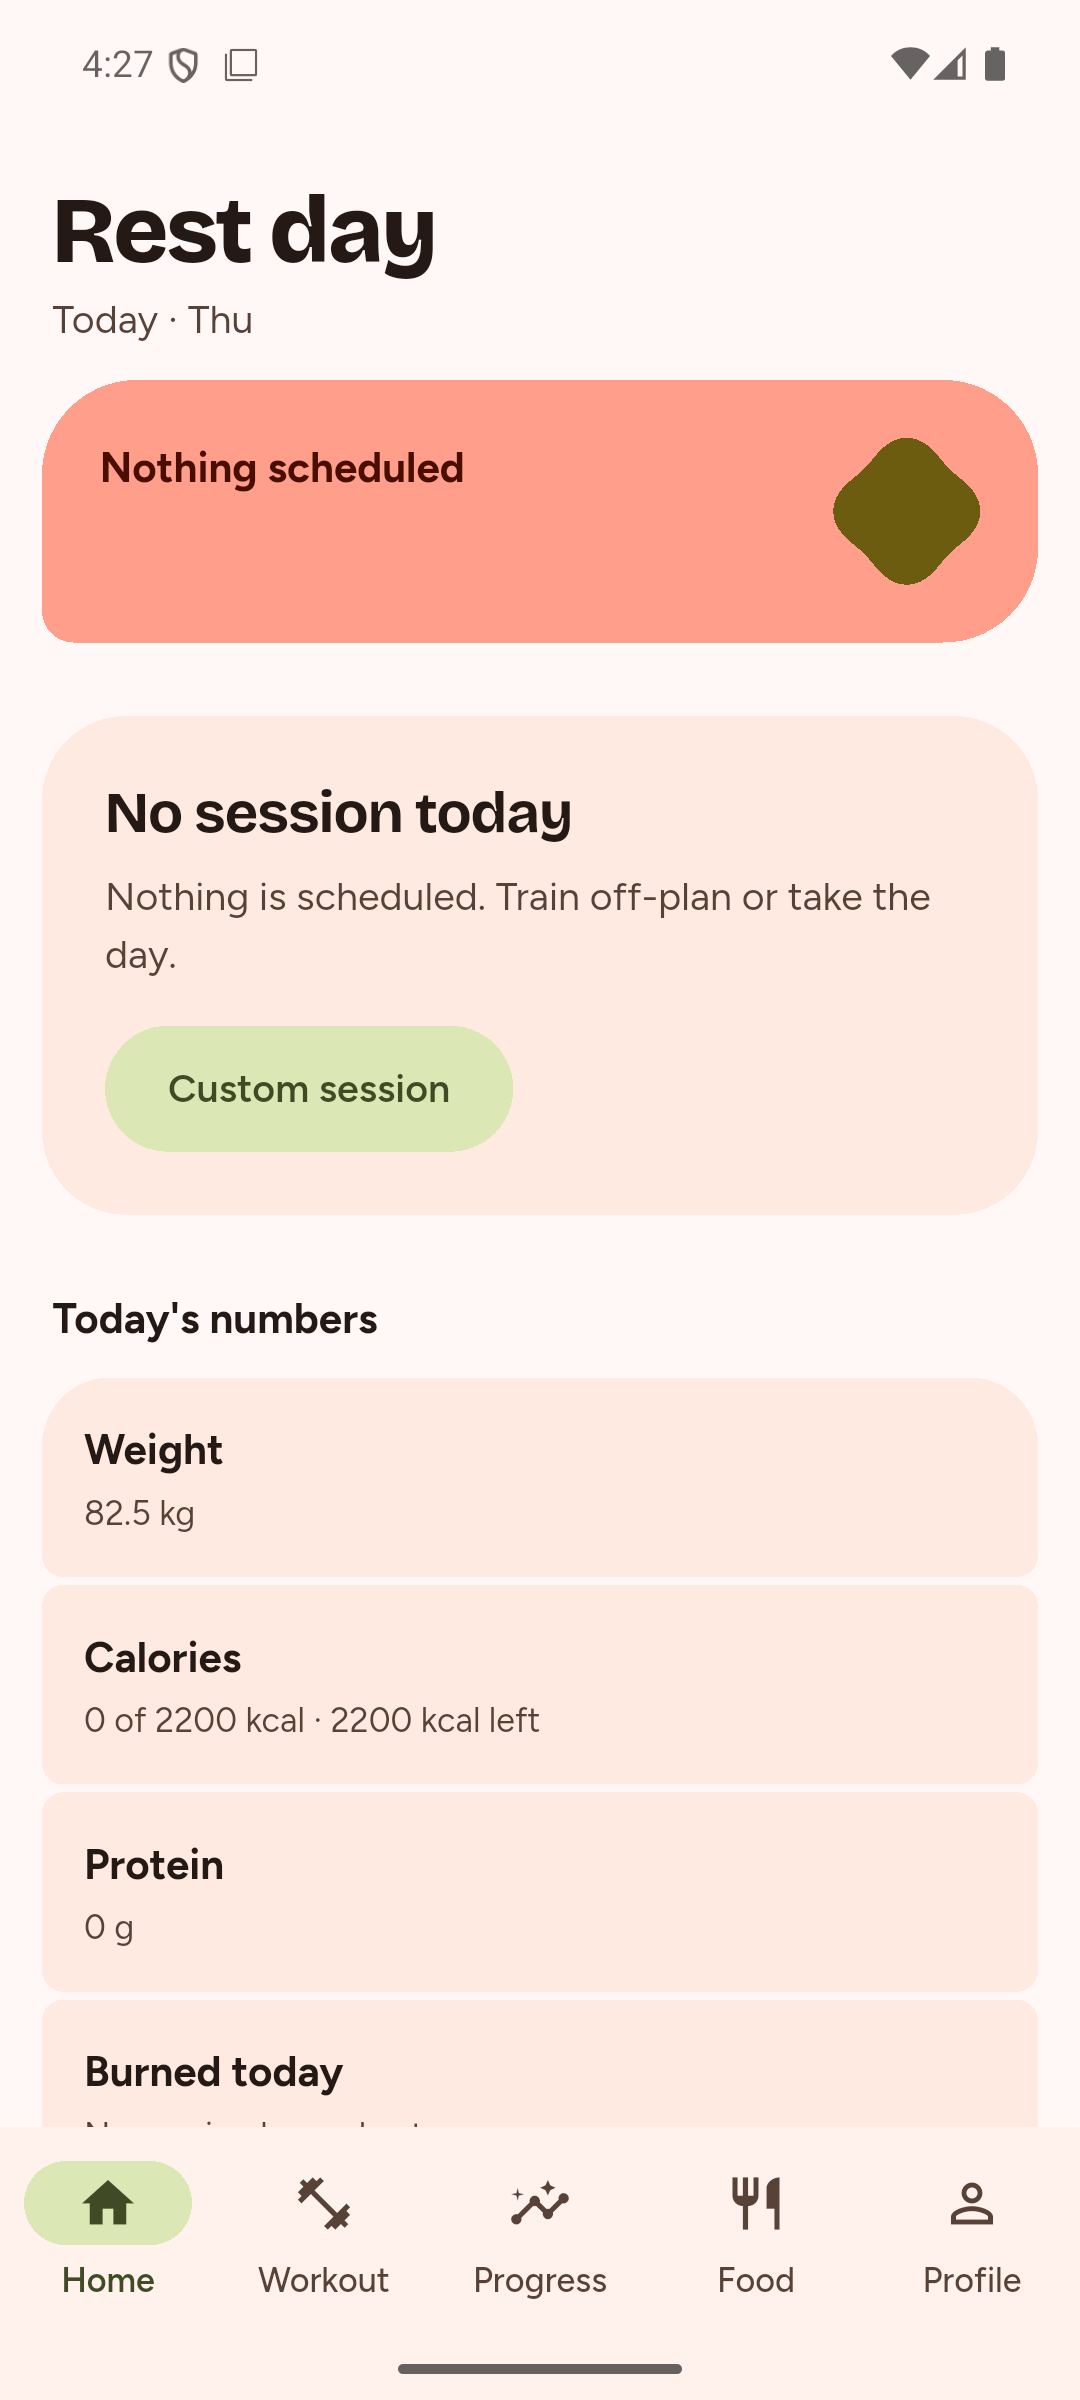 4:27
Rest day
Today · Thu
Nothing scheduled
No session today
Nothing is scheduled. Train off-plan or take the
day.
Custom session
Today's numbers
Weight
82.5 kg
Calories
0 of 2200 kcal · 2200 kcal left
Protein
0 g
Burned today
Home
Workout
Progress
Food
Profile